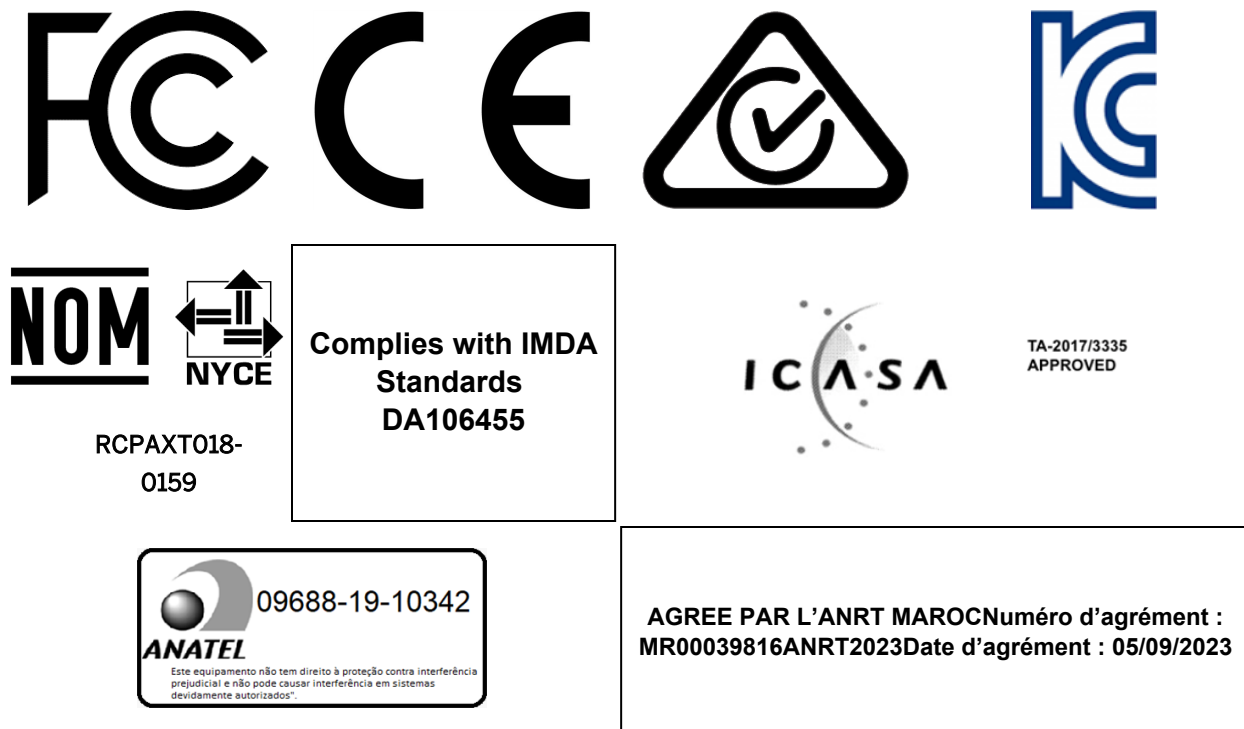 FCC CE KC
NOM
NYCE
RCPAXT018-
0159
Complies with IMDA
Standards
DA106455
ICASA
TA-2017/3335
APPROVED
09688-19-10342
ANATEL
Este equipamento não tem direito à proteção contra interferência
prejudicial e não pode causar interferência em sistemas
devidamente autorizados".
AGREE PAR L’ANRT MAROCNuméro d’agrément :
MR00039816ANRT2023Date d’agrément : 05/09/2023